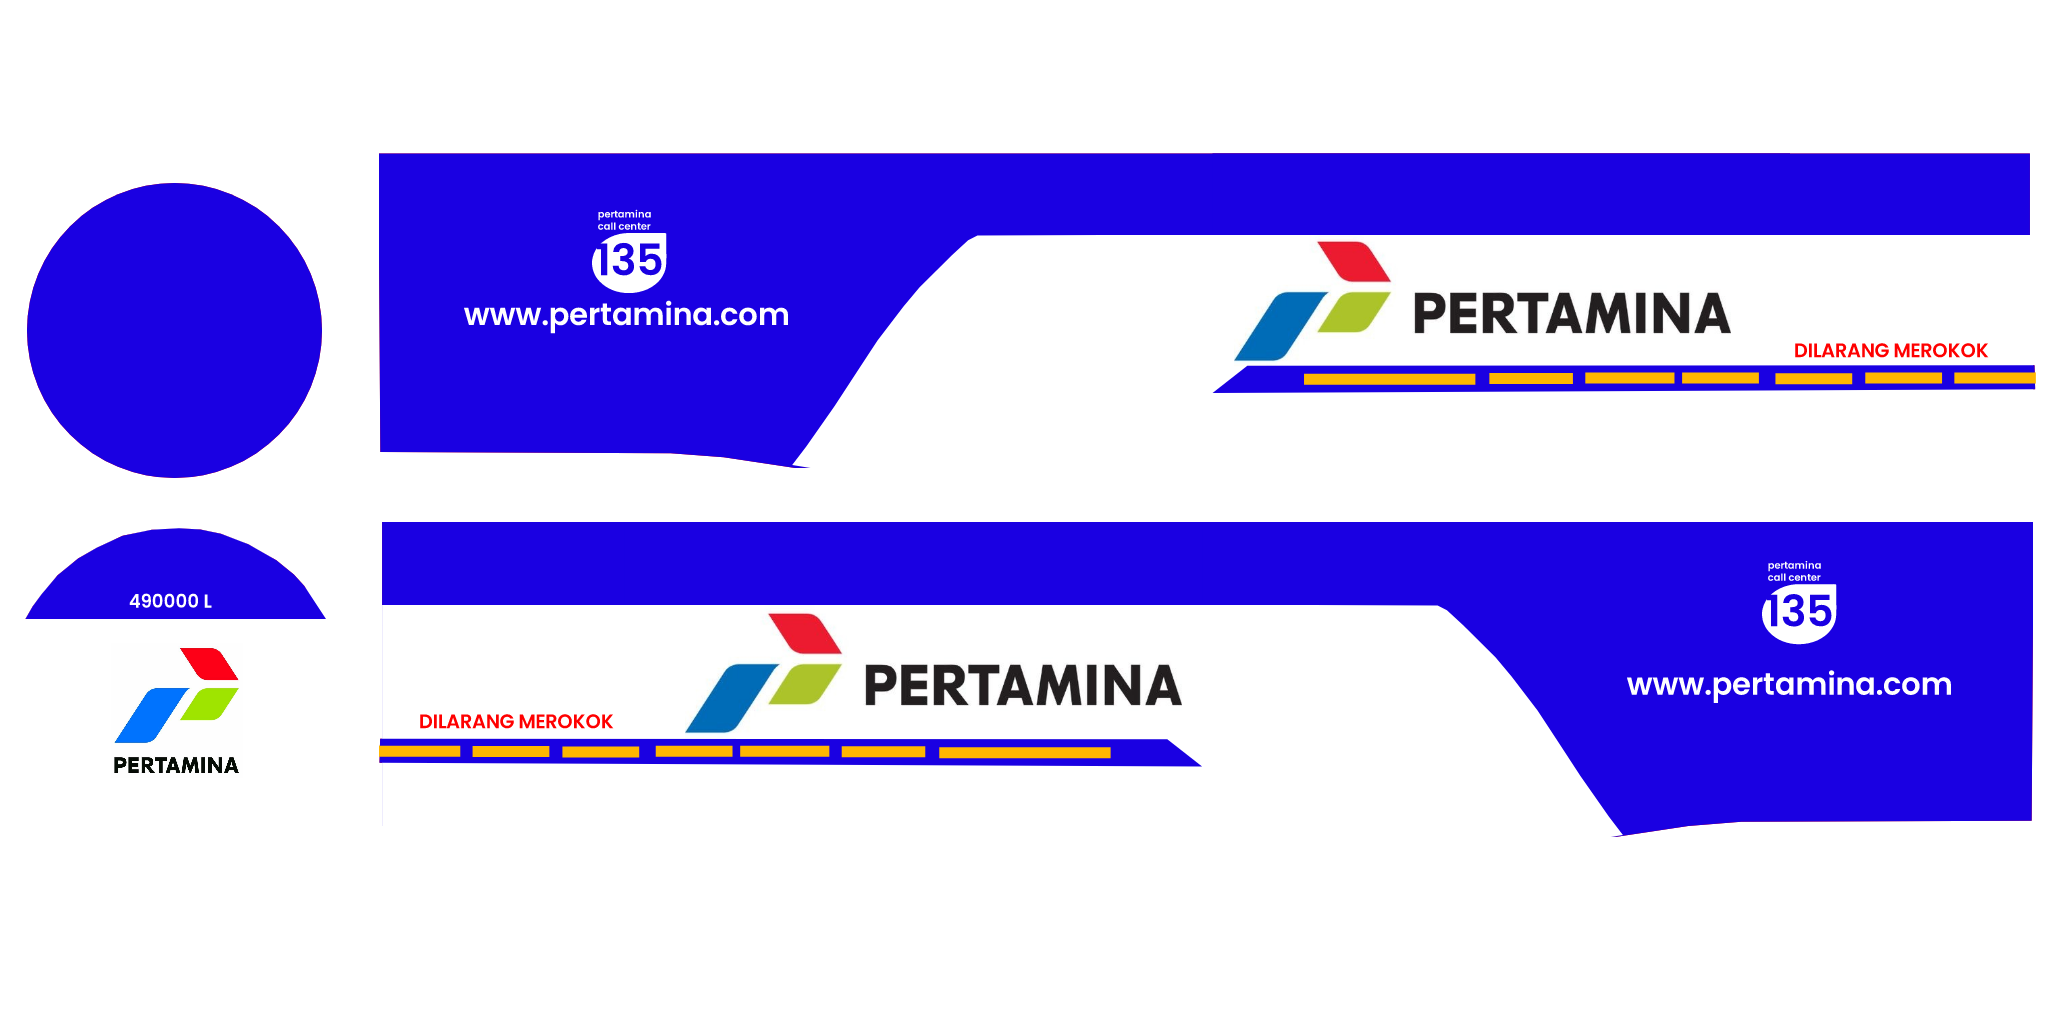 pertamina
call center
135
www.pertamina.com
PERTAMINA
DILARANG MEROKOK
490000 L
PERTAMINA
PERTAMINA
DILARANG MEROKOK
pertamina
call center
135
www.pertamina.com